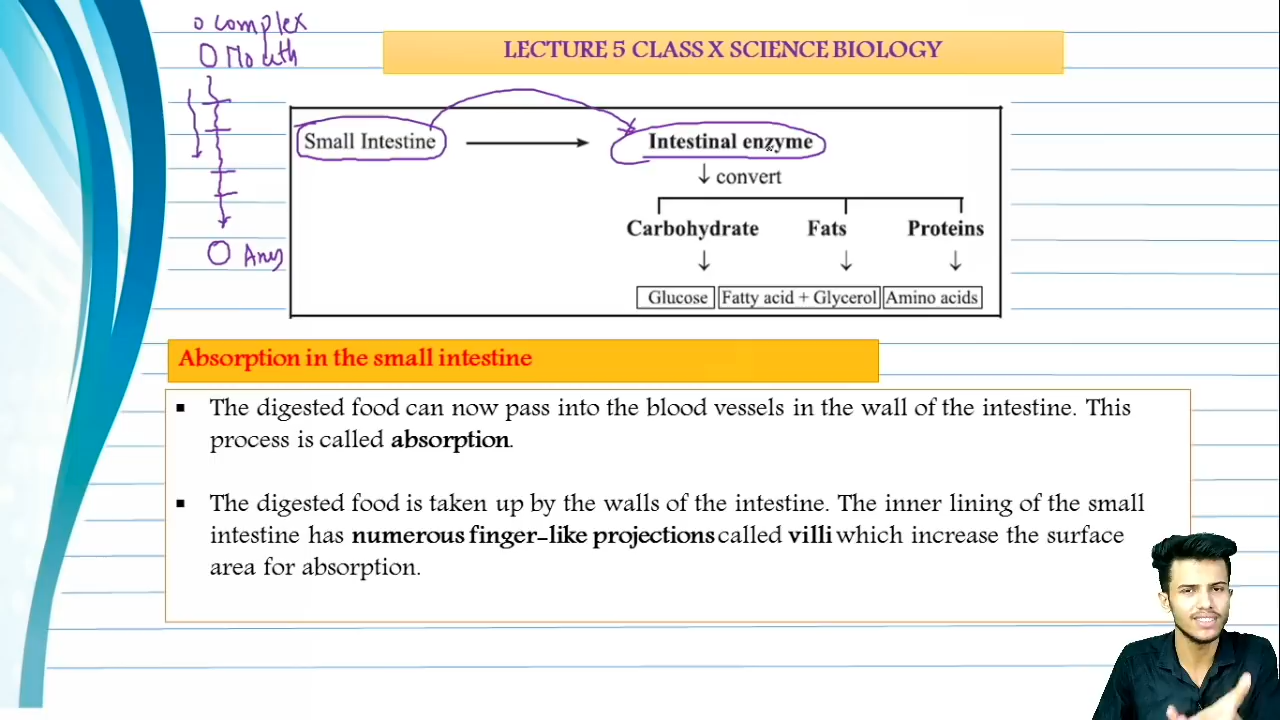 o complex
O Mouth
O Any
LECTURE 5 CLASS X SCIENCE BIOLOGY
Small Intestine
Intestinal enzyme
↓ convert
Carbohydrate Fats Proteins
↓ ↓ ↓
Glucose Fatty acid + Glycerol Amino acids
Absorption in the small intestine
▪ The digested food can now pass into the blood vessels in the wall of the intestine. This
process is called absorption.
▪ The digested food is taken up by the walls of the intestine. The inner lining of the small
intestine has numerous finger-like projections called villi which increase the surface
area for absorption.